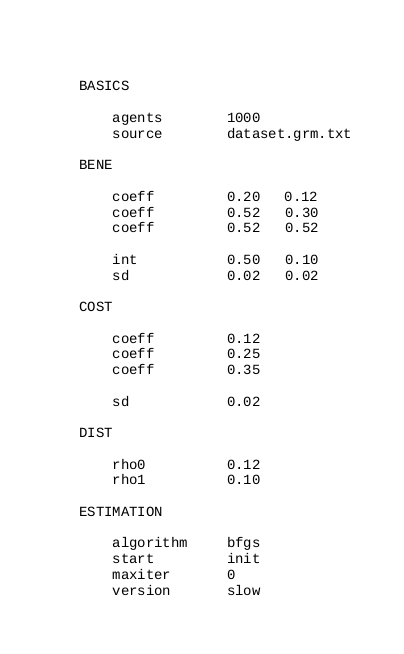 BASICS
agents 1000
source dataset.grm.txt
BENE
coeff 0.20 0.12
coeff 0.52 0.30
coeff 0.52 0.52
int 0.50 0.10
sd 0.02 0.02
COST
coeff 0.12
coeff 0.25
coeff 0.35
sd 0.02
DIST
rho0 0.12
rho1 0.10
ESTIMATION
algorithm bfgs
start init
maxiter 0
version slow